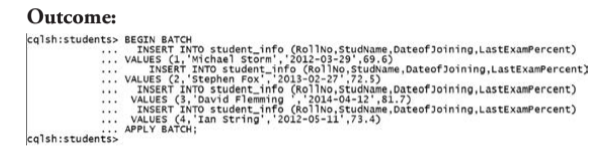 Outcome:
cqlsh:students> BEGIN BATCH
... INSERT INTO student_info (RollNo,StudName,DateofJoining,LastExamPercent)
... VALUES (1,'Michael Storm','2012-03-29',69.6)
... INSERT INTO student_info (RollNo,StudName,DateofJoining,LastExamPercent)
... VALUES (2,'Stephen Fox','2013-02-27',72.5)
... INSERT INTO student_info (RollNo,StudName,DateofJoining,LastExamPercent)
... VALUES (3,'David Flemming ','2014-04-12',81.7)
... INSERT INTO student_info (RollNo,StudName,DateofJoining,LastExamPercent)
... VALUES (4,'Ian String','2012-05-11',73.4)
... APPLY BATCH;
cqlsh:students>